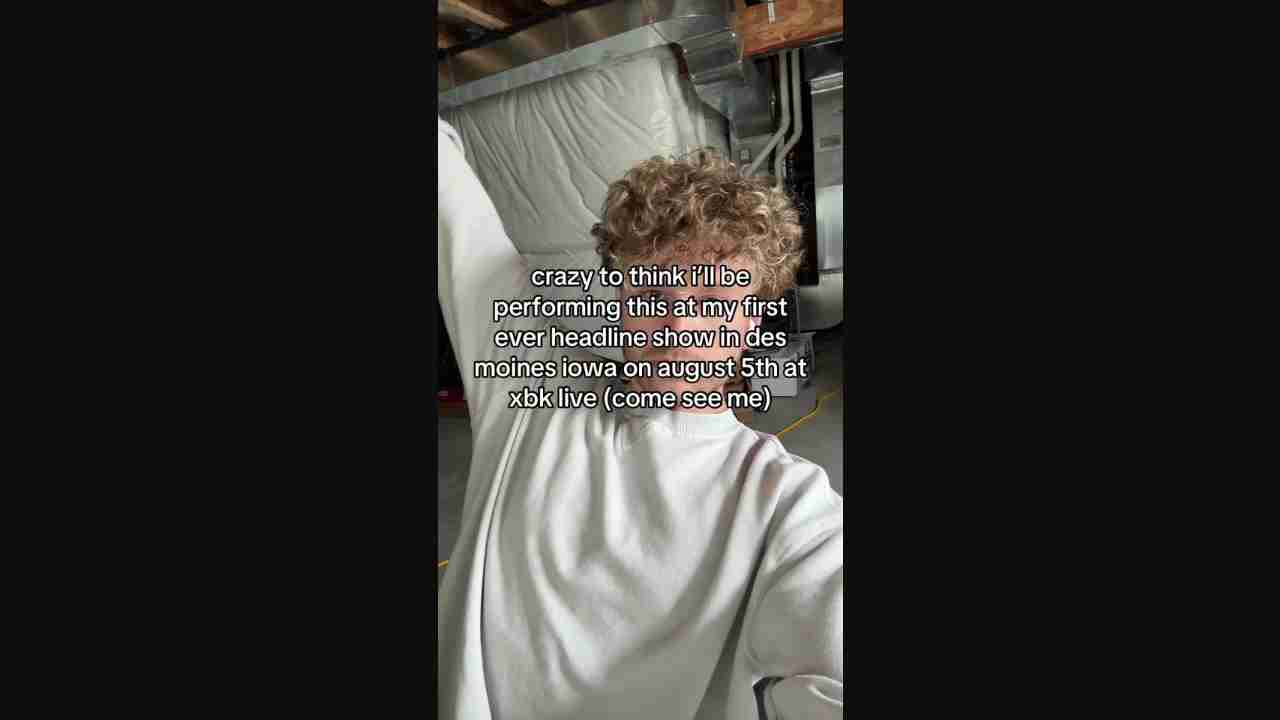 crazy to think i'll be
performing this at my first
ever headline show in des
moines iowa on august 5th at
xbk live (come see me)